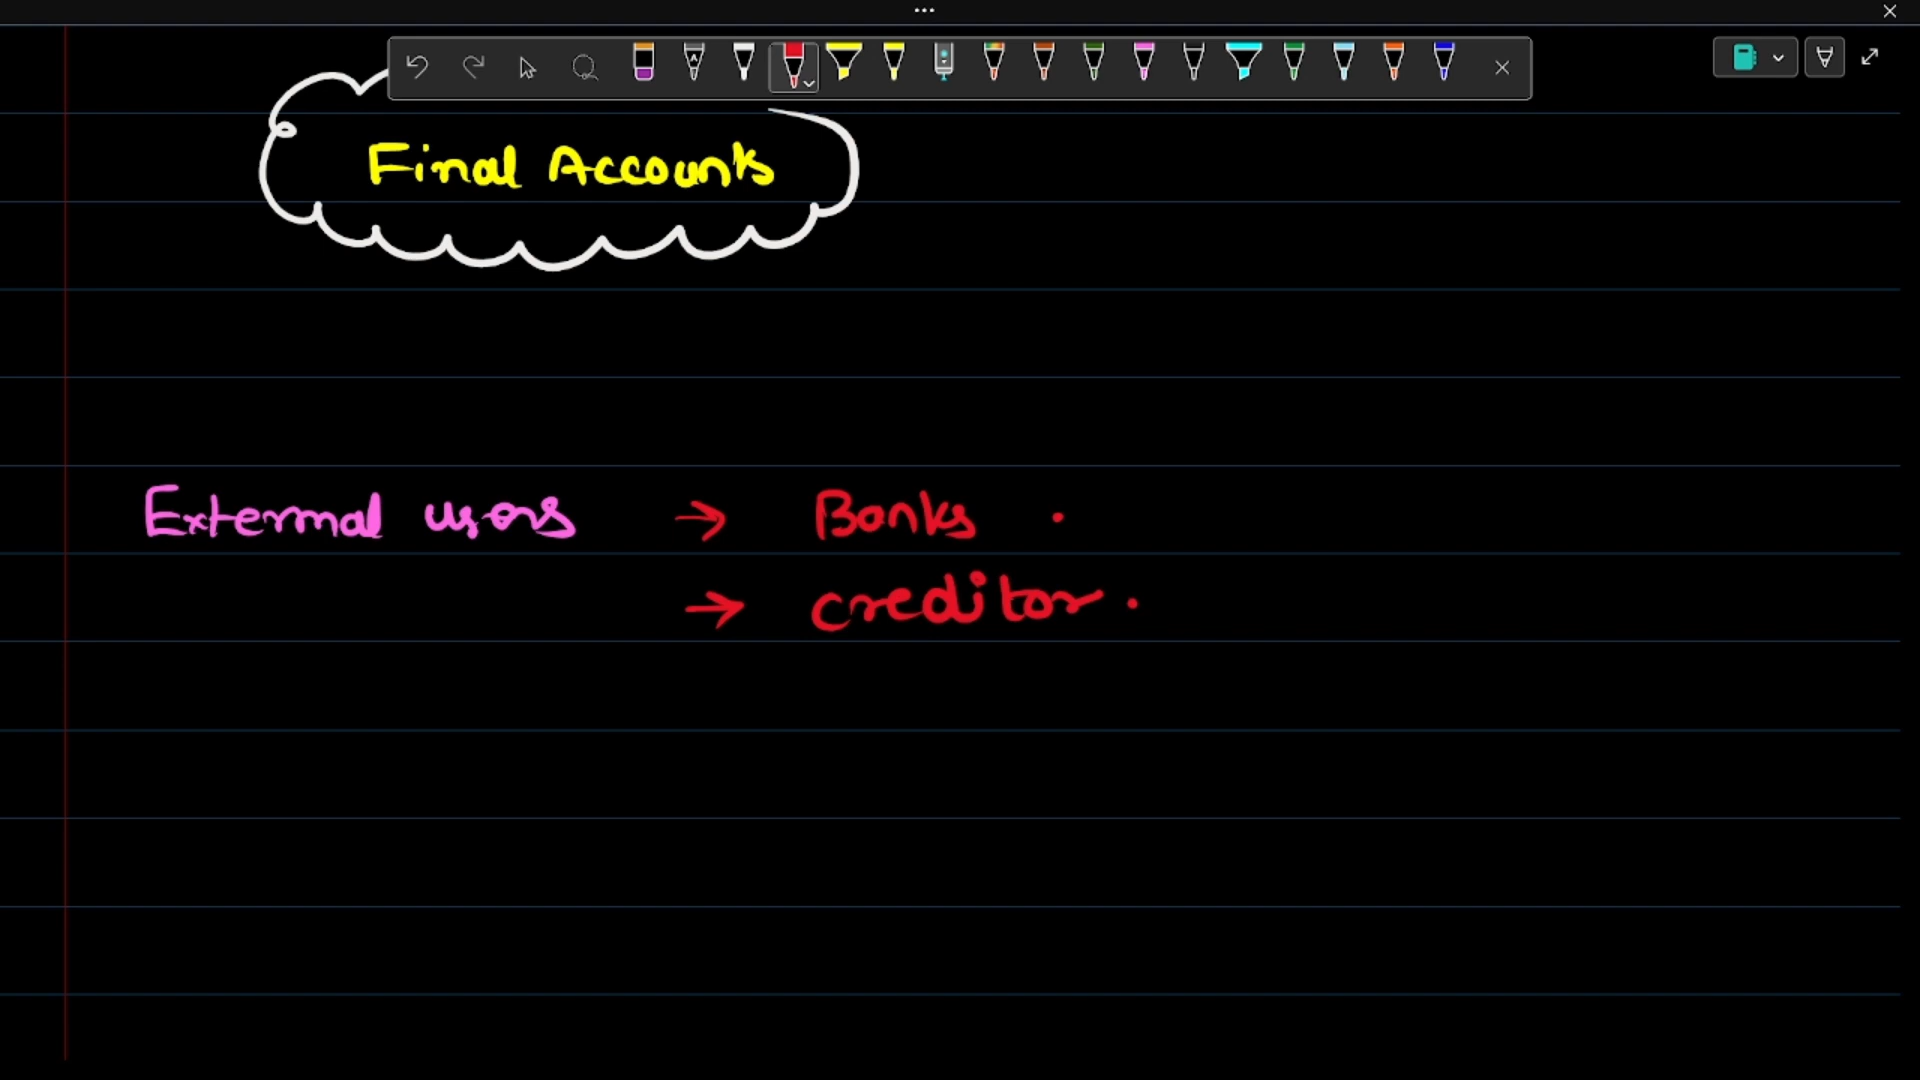 Final Accounts
External users → Banks .
→ creditor .